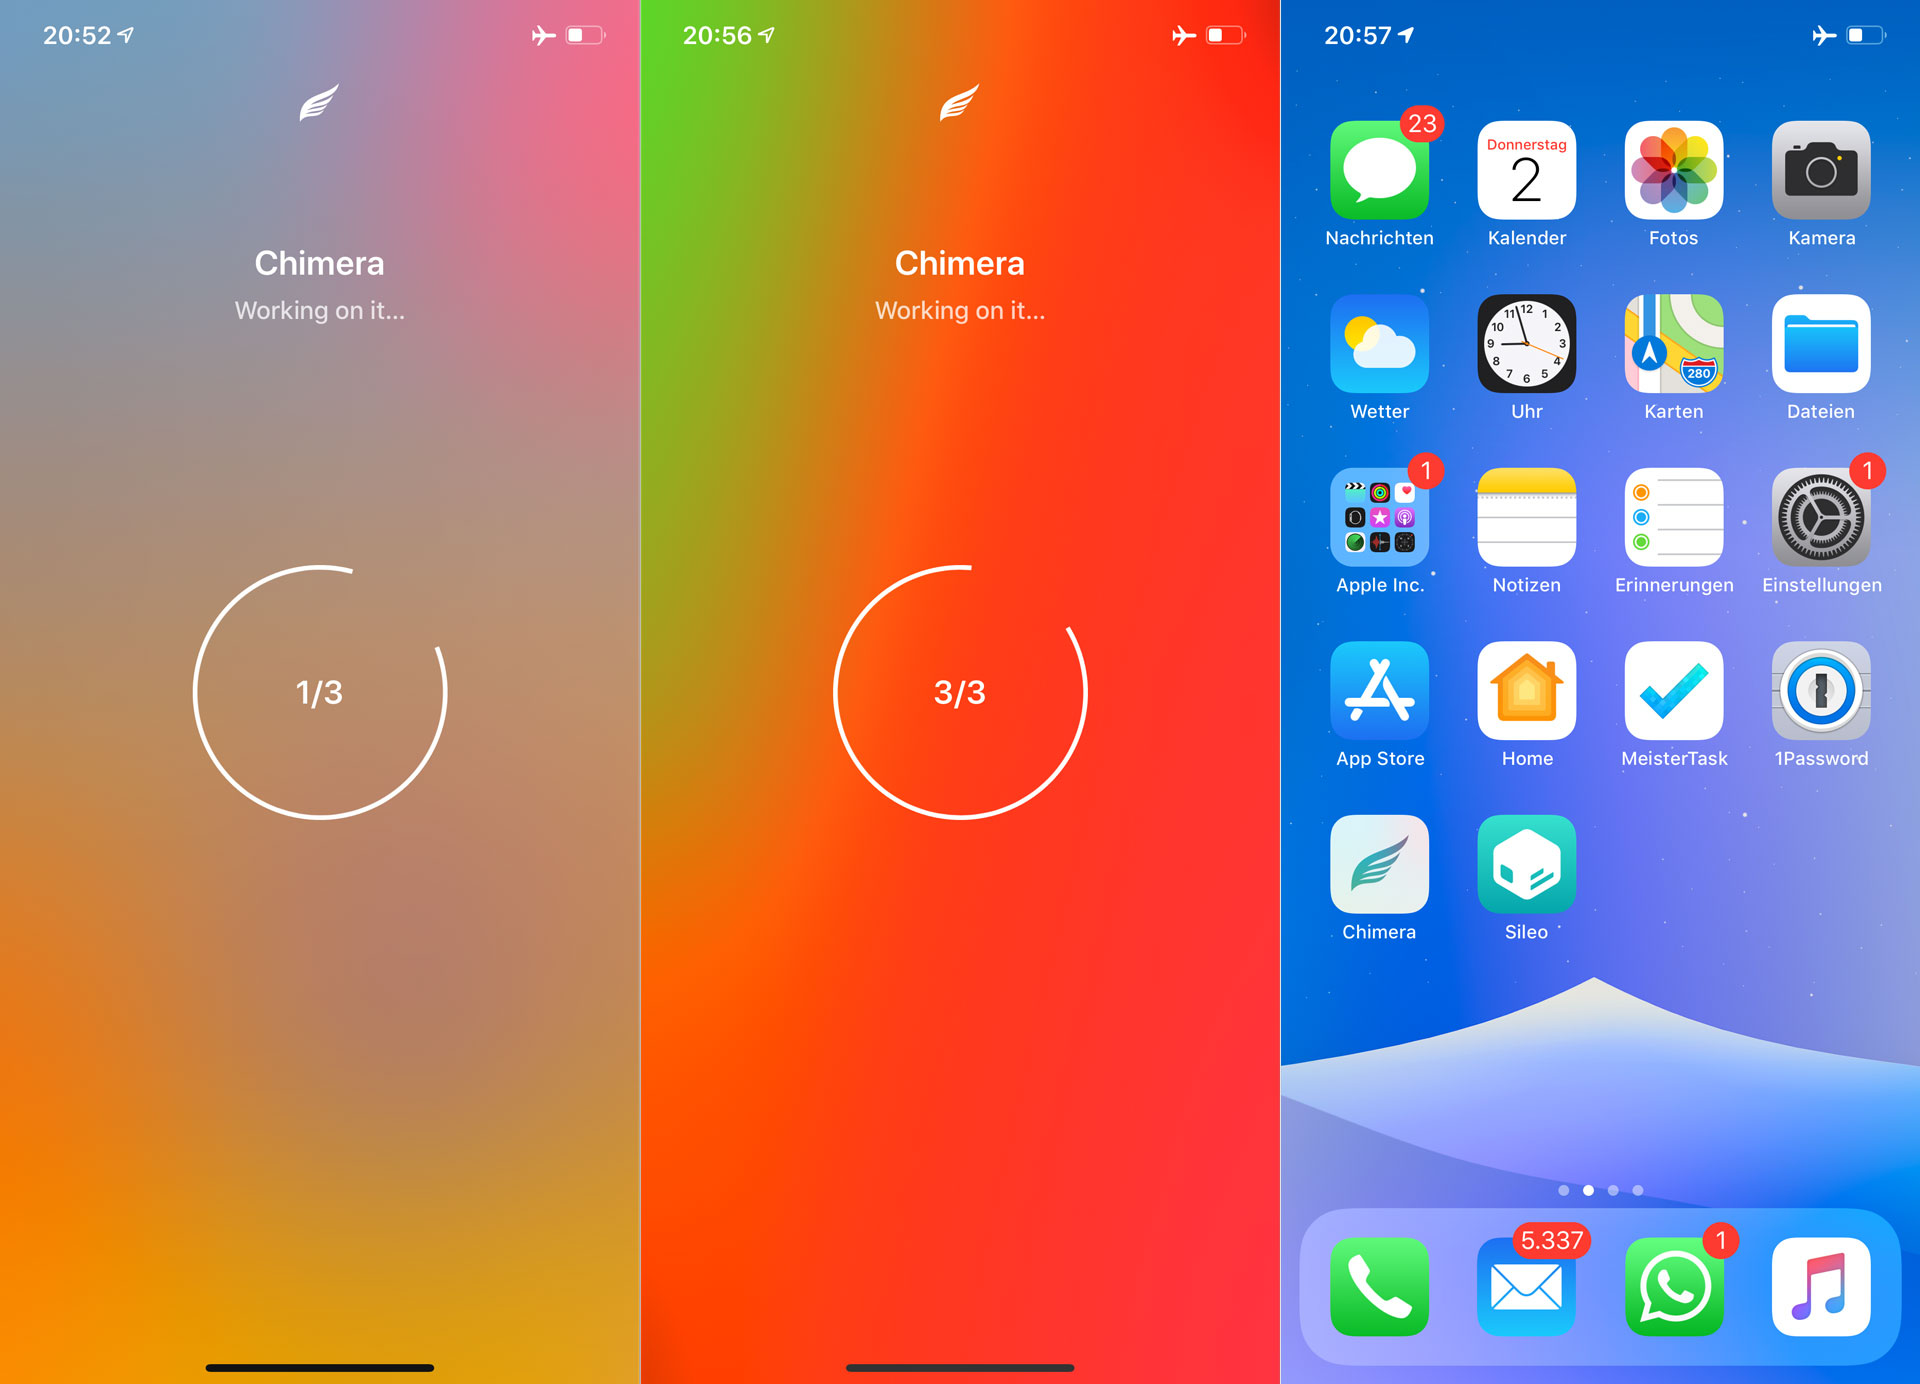 20:52
Chimera
Working on it...
1/3
20:56
Chimera
Working on it...
3/3
20:57
23
Donnerstag
2
Nachrichten
Kalender
Fotos
Kamera
12
1
2
3
4
5
6
7
8
9
10
11
280
Wetter
Uhr
Karten
Dateien
1
1
Apple Inc.
Notizen
Erinnerungen
Einstellungen
App Store
Home
MeisterTask
1Password
Chimera
Sileo
5.337
1